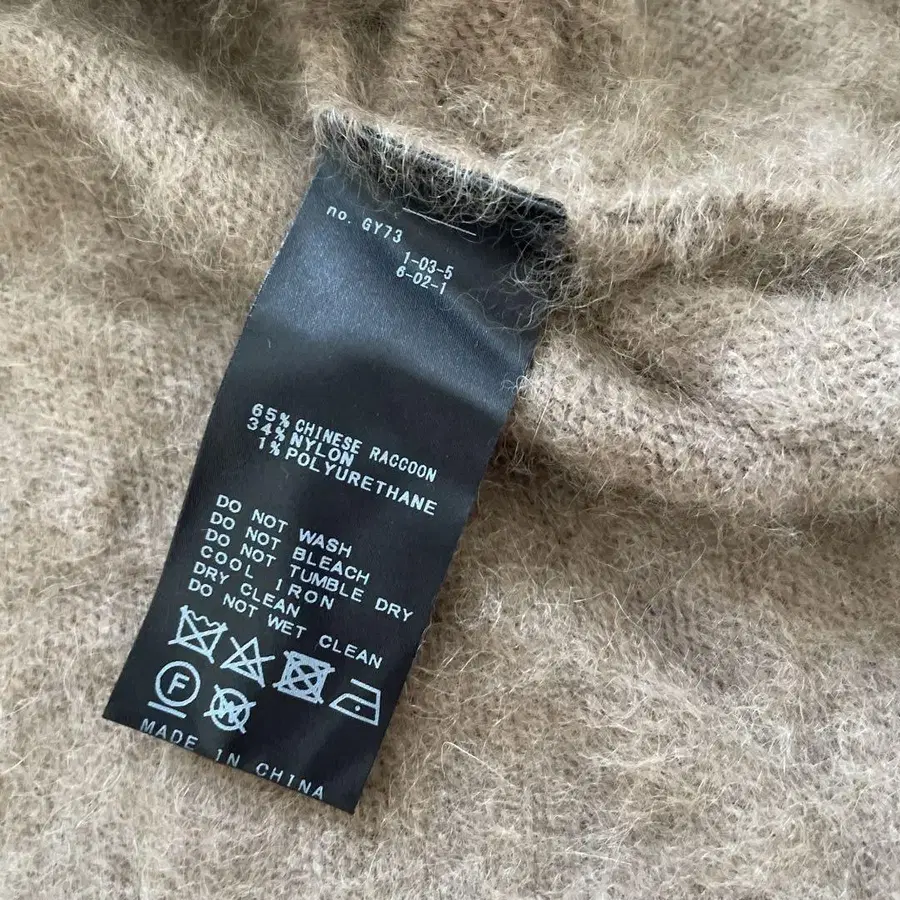 no. GY73
1-03-5
6-02-1
65% CHINESE RACCOON
34% NYLON
1% POLYURETHANE
DO NOT WASH
DO NOT BLEACH
DO NOT TUMBLE DRY
COOL IRON
DRY CLEAN
DO NOT WET CLEAN
F
W
MADE IN CHINA